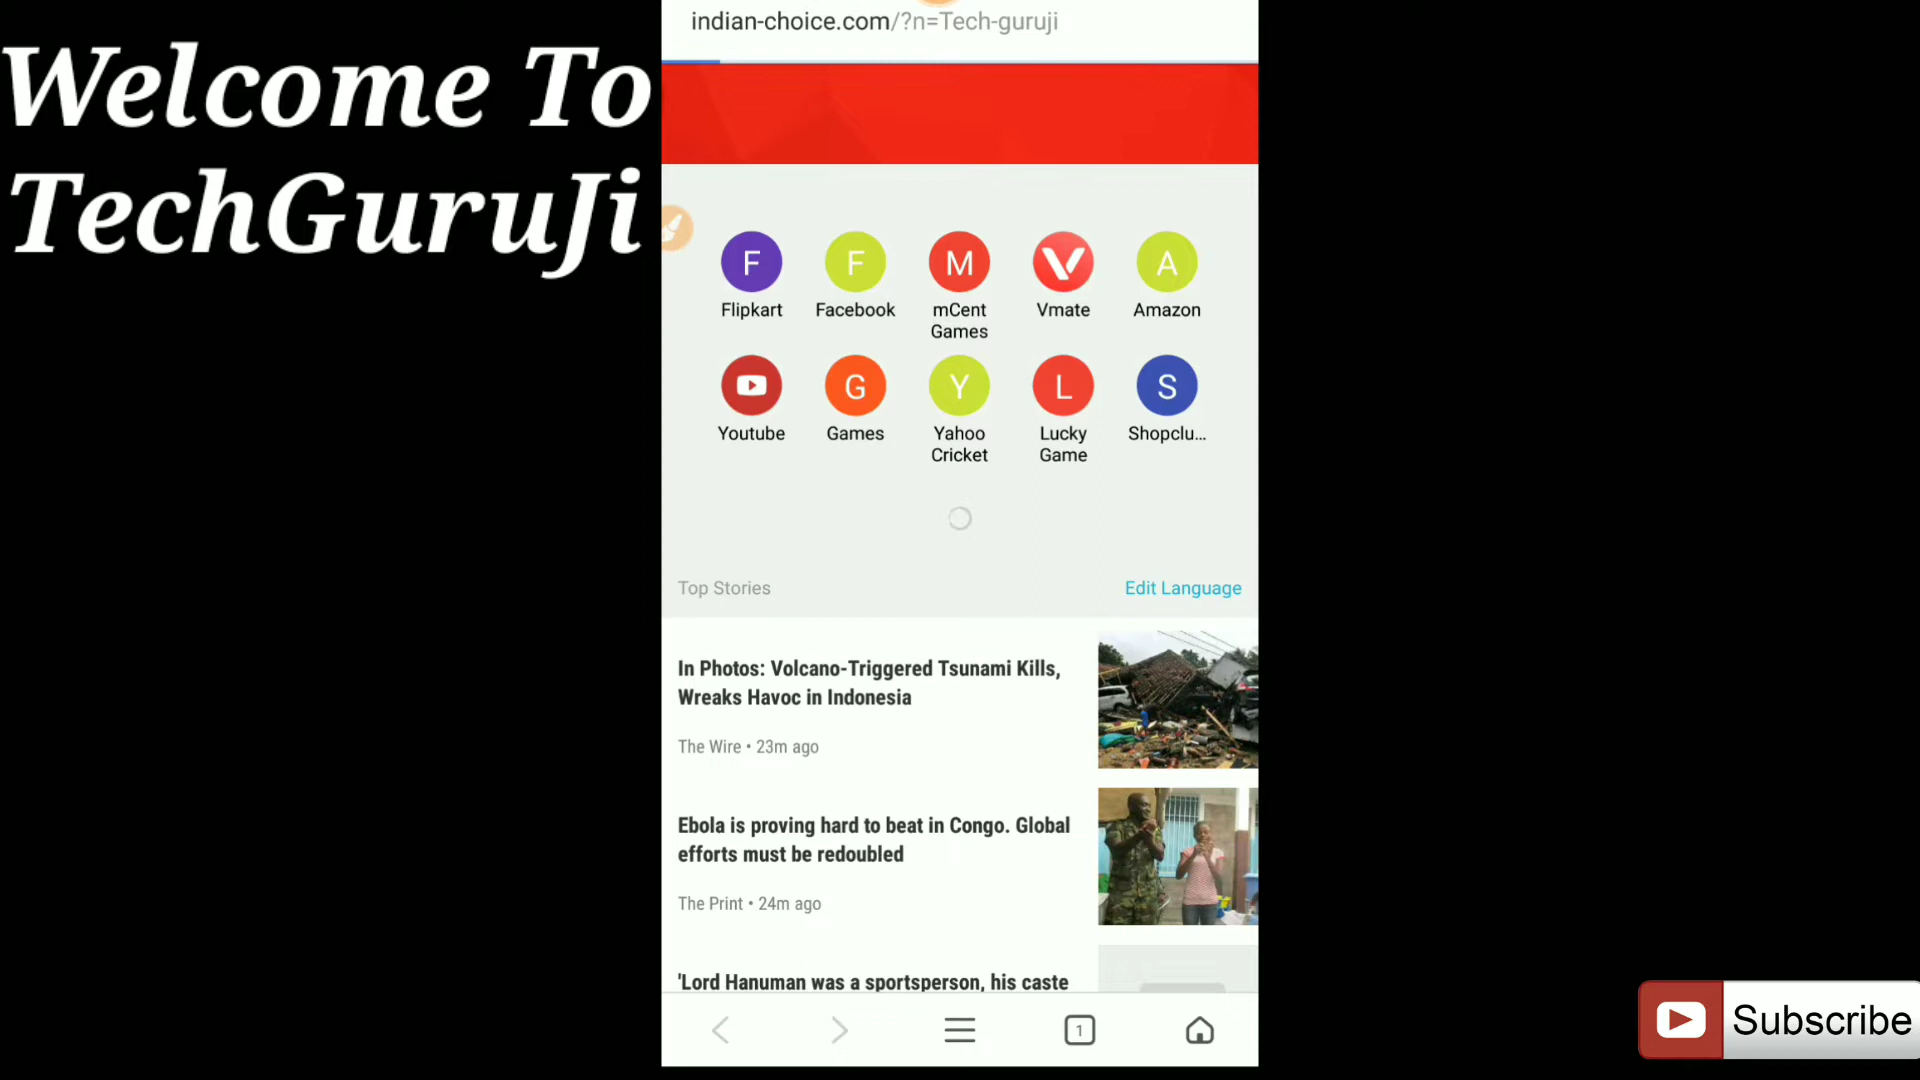 Welcome To
TechGuruJi
indian-choice.com/?n=Tech-guruji
F
F
M
A
Flipkart
Facebook
mCent
Games
Vmate
Amazon
G
Y
L
S
Youtube
Games
Yahoo
Cricket
Lucky
Game
Shopclu...
Top Stories
Edit Language
In Photos: Volcano-Triggered Tsunami Kills,
Wreaks Havoc in Indonesia
The Wire • 23m ago
Ebola is proving hard to beat in Congo. Global
efforts must be redoubled
The Print • 24m ago
'Lord Hanuman was a sportsperson, his caste
1
Subscribe